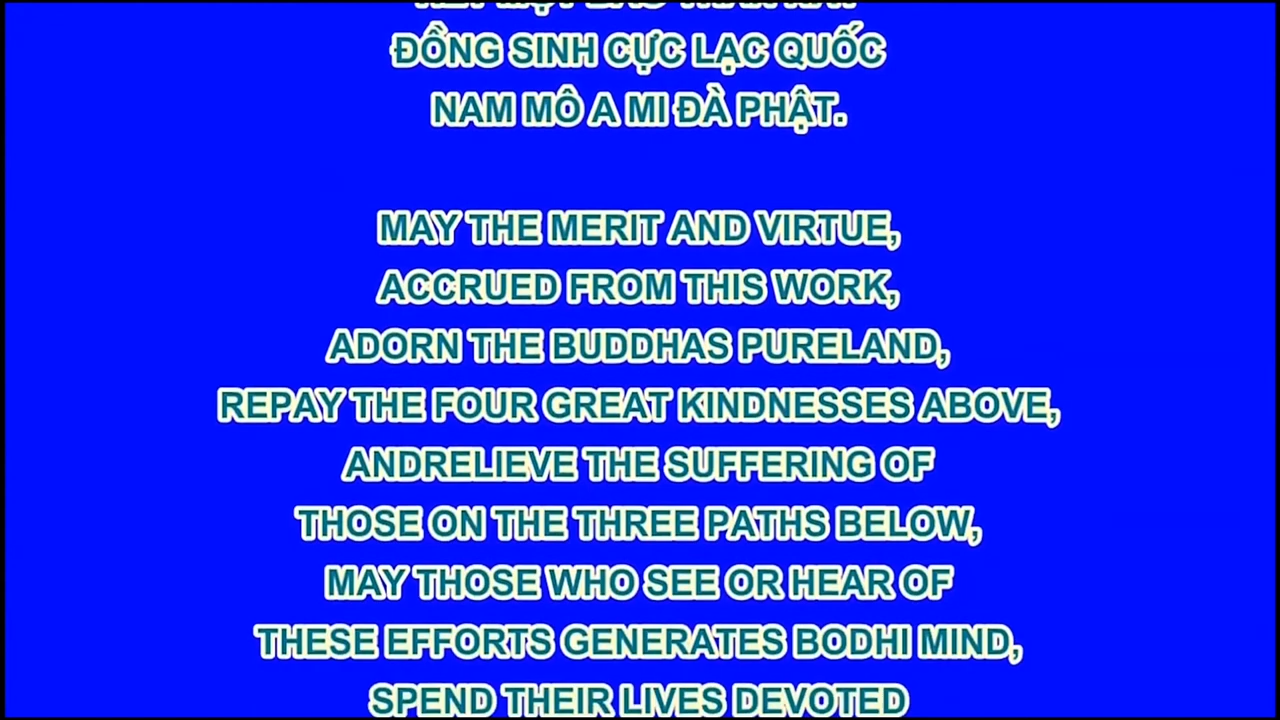 ĐỒNG SINH CỰC LẠC QUỐC
NAM MÔ A MI ĐÀ PHẬT.
MAY THE MERIT AND VIRTUE,
ACCRUED FROM THIS WORK,
ADORN THE BUDDHAS PURELAND,
REPAY THE FOUR GREAT KINDNESSES ABOVE,
ANDRELIEVE THE SUFFERING OF
THOSE ON THE THREE PATHS BELOW,
MAY THOSE WHO SEE OR HEAR OF
THESE EFFORTS GENERATES BODHI MIND,
SPEND THEIR LIVES DEVOTED